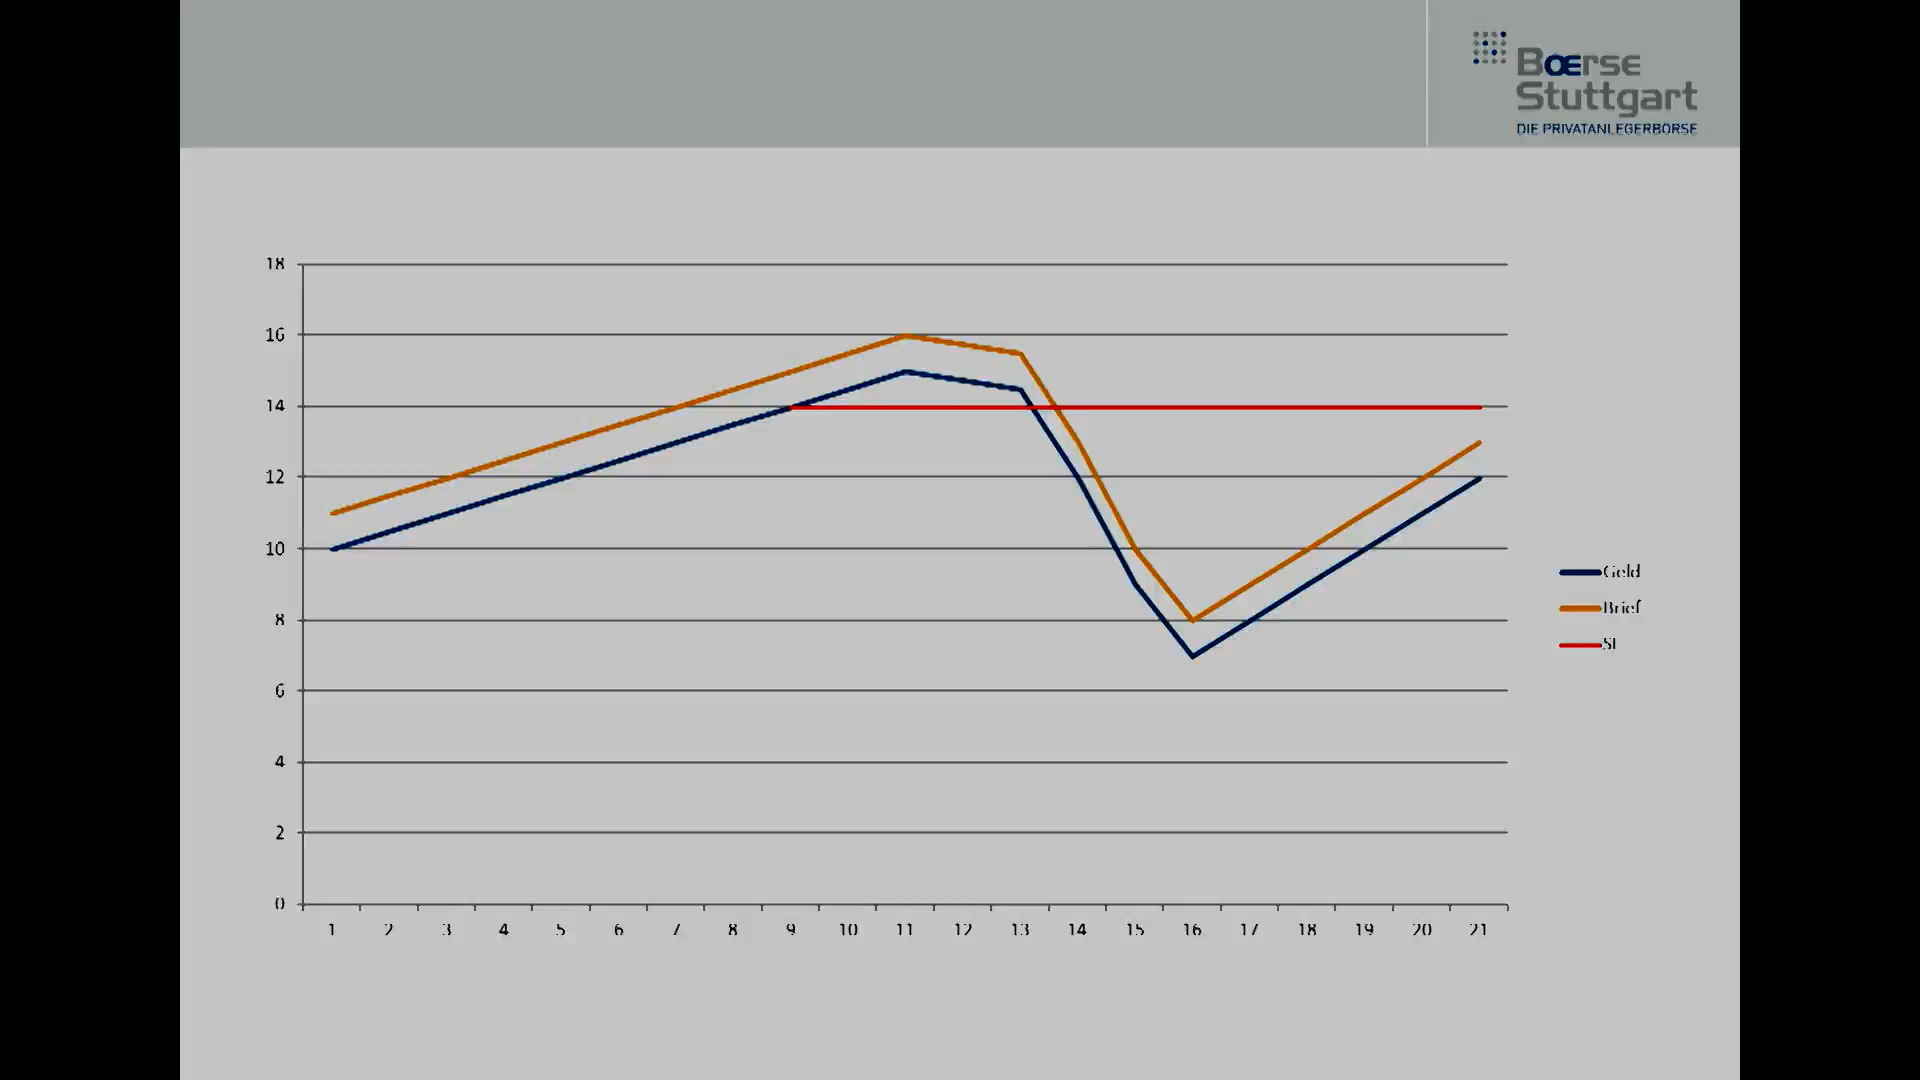 Boerse
Stuttgart
DIE PRIVATANLEGERBÖRSE
18
16
14
12
10
8
6
4
2
0
1 2 3 4 5 6 7 8 9 10 11 12 13 14 15 16 17 18 19 20 21
Geld
Brief
SL